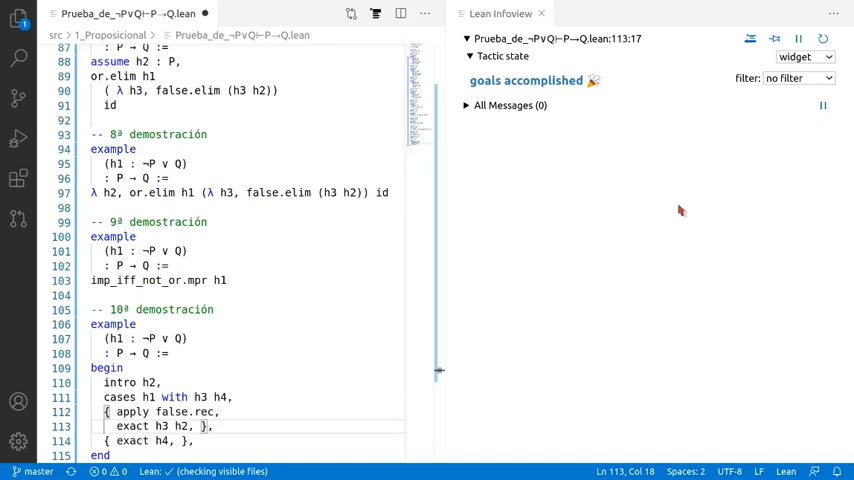 Prueba_de_¬P∨Q⊢P→Q.lean ●
Lean Infoview ×
src > 1_Proposicional > Prueba_de_¬P∨Q⊢P→Q.lean
87 : P → Q :=
88 assume h2 : P,
89 or.elim h1
90 ( λ h3, false.elim (h3 h2))
91 id
92
93 -- 8ª demostración
94 example
95 (h1 : ¬P ∨ Q)
96 : P → Q :=
97 λ h2, or.elim h1 (λ h3, false.elim (h3 h2)) id
98
99 -- 9ª demostración
100 example
101 (h1 : ¬P ∨ Q)
102 : P → Q :=
103 imp_iff_not_or.mpr h1
104
105 -- 10ª demostración
106 example
107 (h1 : ¬P ∨ Q)
108 : P → Q :=
109 begin
110 intro h2,
111 cases h1 with h3 h4,
112 { apply false.rec,
113 exact h3 h2, },
114 { exact h4, },
115 end
Prueba_de_¬P∨Q⊢P→Q.lean:113:17
Tactic state
widget
goals accomplished 🎉
filter: no filter
All Messages (0)
1
master 0 0 Lean: ✓ (checking visible files) Ln 113, Col 18 Spaces: 2 UTF-8 LF Lean